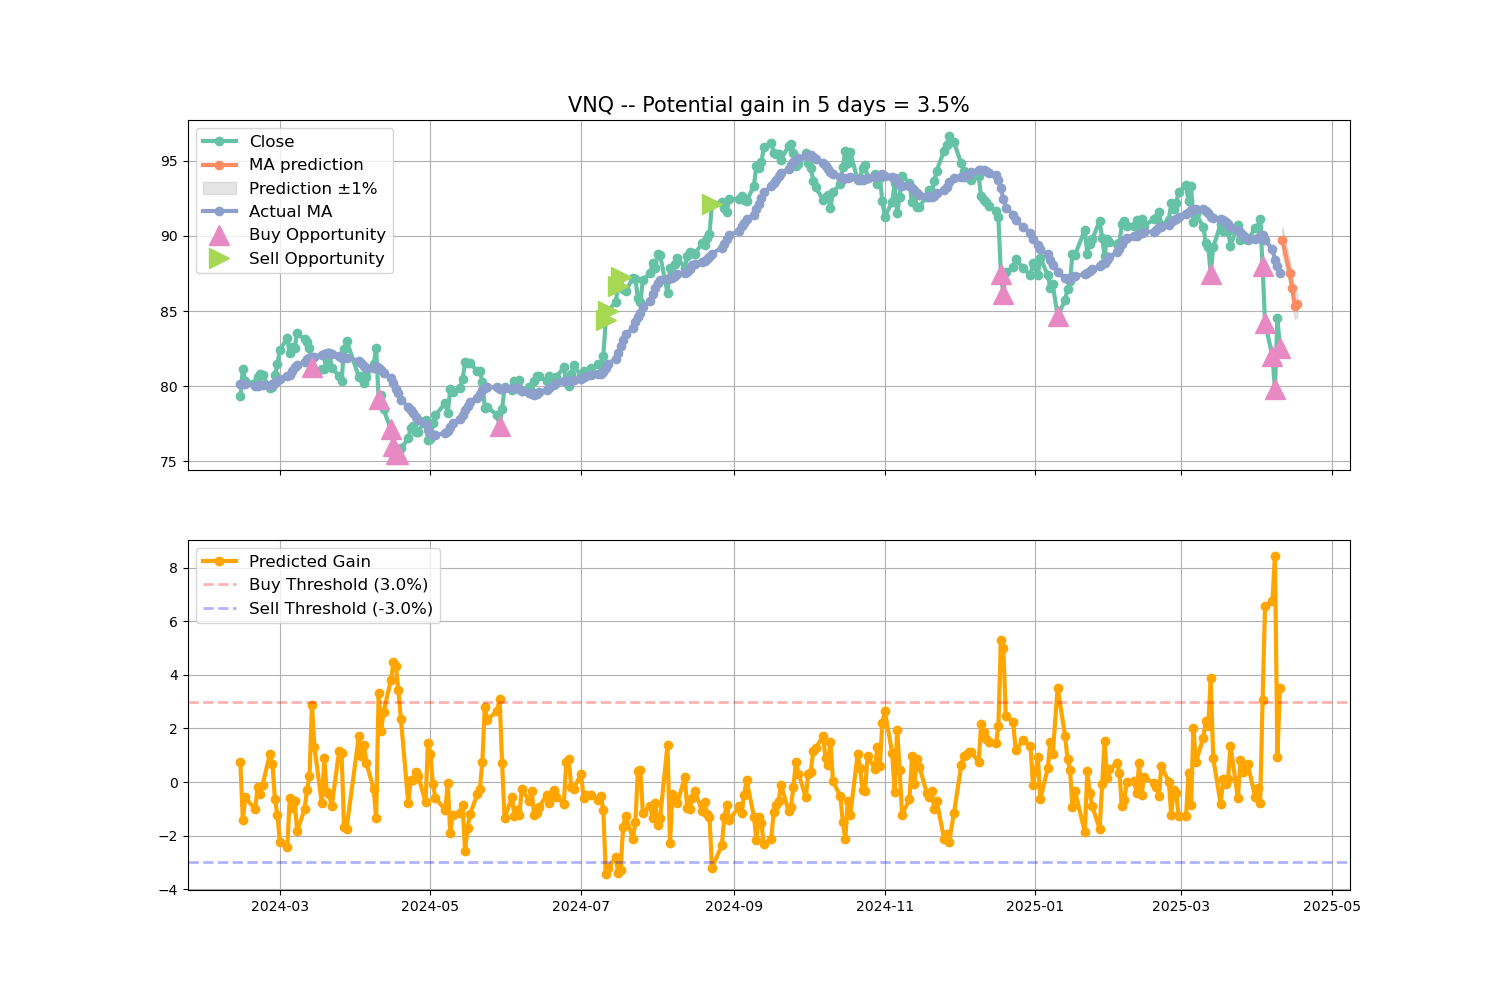 VNQ -- Potential gain in 5 days = 3.5%
Close
MA prediction
Prediction ±1%
Actual MA
Buy Opportunity
Sell Opportunity
95
90
85
80
75
Predicted Gain
Buy Threshold (3.0%)
Sell Threshold (-3.0%)
8
6
4
2
0
−2
−4
2024-03 2024-05 2024-07 2024-09 2024-11 2025-01 2025-03 2025-05